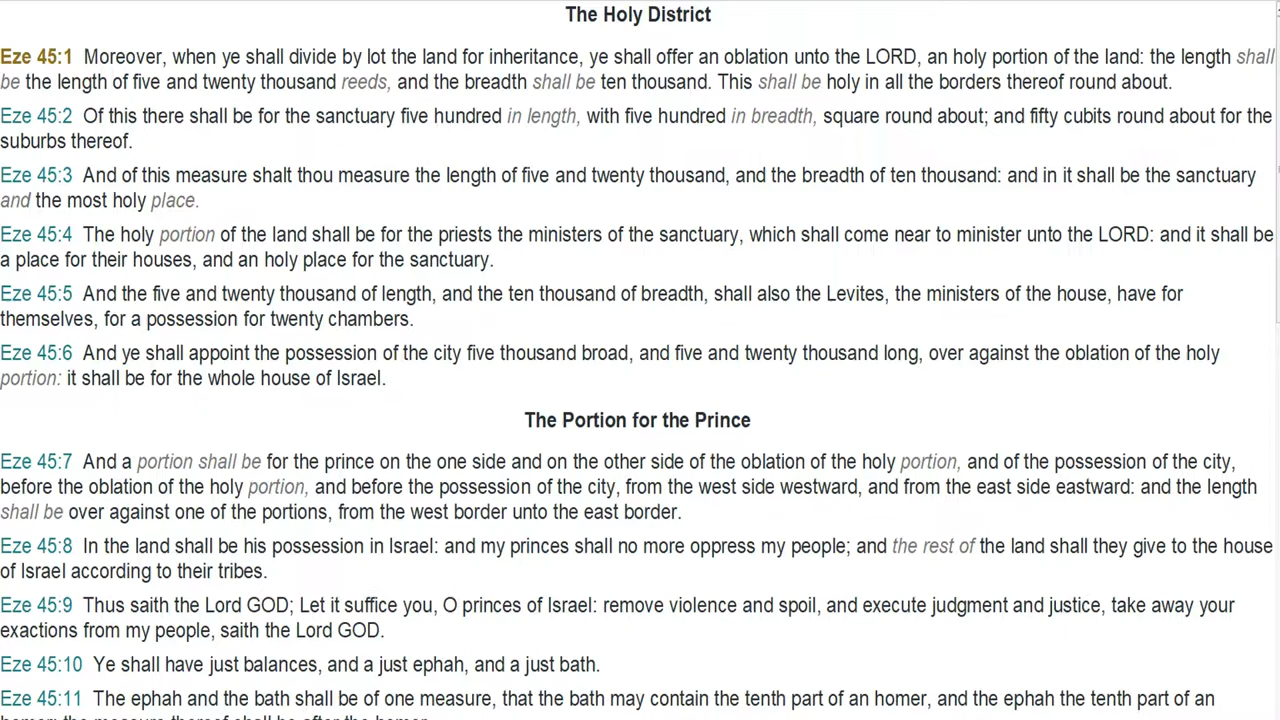 The Holy District
Eze 45:1 Moreover, when ye shall divide by lot the land for inheritance, ye shall offer an oblation unto the LORD, an holy portion of the land: the length shall
be the length of five and twenty thousand reeds, and the breadth shall be ten thousand. This shall be holy in all the borders thereof round about.
Eze 45:2 Of this there shall be for the sanctuary five hundred in length, with five hundred in breadth, square round about; and fifty cubits round about for the
suburbs thereof.
Eze 45:3 And of this measure shalt thou measure the length of five and twenty thousand, and the breadth of ten thousand: and in it shall be the sanctuary
and the most holy place.
Eze 45:4 The holy portion of the land shall be for the priests the ministers of the sanctuary, which shall come near to minister unto the LORD: and it shall be
a place for their houses, and an holy place for the sanctuary.
Eze 45:5 And the five and twenty thousand of length, and the ten thousand of breadth, shall also the Levites, the ministers of the house, have for
themselves, for a possession for twenty chambers.
Eze 45:6 And ye shall appoint the possession of the city five thousand broad, and five and twenty thousand long, over against the oblation of the holy
portion: it shall be for the whole house of Israel.
The Portion for the Prince
Eze 45:7 And a portion shall be for the prince on the one side and on the other side of the oblation of the holy portion, and of the possession of the city,
before the oblation of the holy portion, and before the possession of the city, from the west side westward, and from the east side eastward: and the length
shall be over against one of the portions, from the west border unto the east border.
Eze 45:8 In the land shall be his possession in Israel: and my princes shall no more oppress my people; and the rest of the land shall they give to the house
of Israel according to their tribes.
Eze 45:9 Thus saith the Lord GOD; Let it suffice you, O princes of Israel: remove violence and spoil, and execute judgment and justice, take away your
exactions from my people, saith the Lord GOD.
Eze 45:10 Ye shall have just balances, and a just ephah, and a just bath.
Eze 45:11 The ephah and the bath shall be of one measure, that the bath may contain the tenth part of an homer, and the ephah the tenth part of an
homer: the measure thereof shall be after the homer.